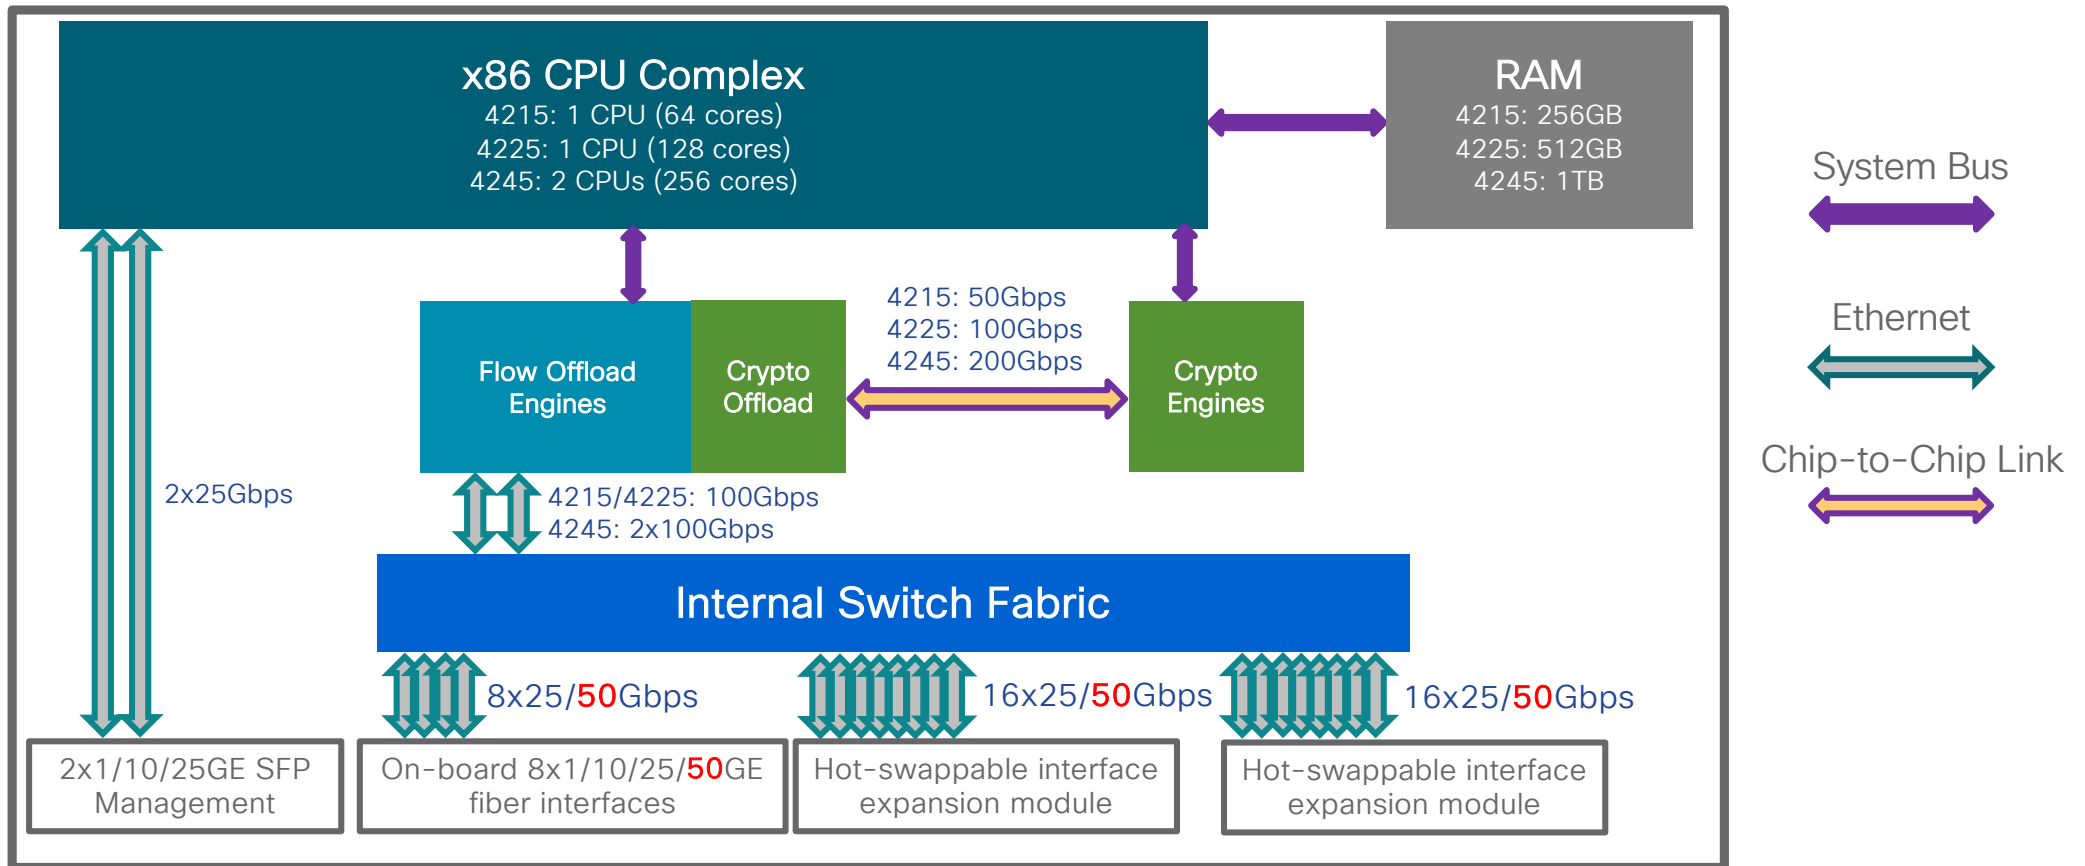 x86 CPU Complex
4215: 1 CPU (64 cores)
4225: 1 CPU (128 cores)
4245: 2 CPUs (256 cores)
RAM
4215: 256GB
4225: 512GB
4245: 1TB
System Bus
Ethernet
Chip-to-Chip Link
4215: 50Gbps
4225: 100Gbps
4245: 200Gbps
Flow Offload
Engines
Crypto
Offload
Crypto
Engines
2x25Gbps
4215/4225: 100Gbps
4245: 2x100Gbps
Internal Switch Fabric
8x25/50Gbps
16x25/50Gbps
16x25/50Gbps
2x1/10/25GE SFP
Management
On-board 8x1/10/25/50GE
fiber interfaces
Hot-swappable interface
expansion module
Hot-swappable interface
expansion module